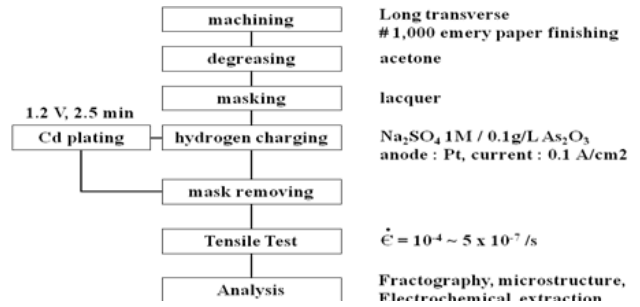 machining
Long transverse
# 1,000 emery paper finishing
degreasing
acetone
masking
lacquer
1.2 V, 2.5 min
Cd plating
hydrogen charging
Na₂SO₄ 1M / 0.1g/L As₂O₃
anode : Pt, current : 0.1 A/cm2
mask removing
Tensile Test
ϵ̇ = 10⁻⁴ ~ 5 x 10⁻⁷ /s
Analysis
Fractography, microstructure,
Electrochemical extraction